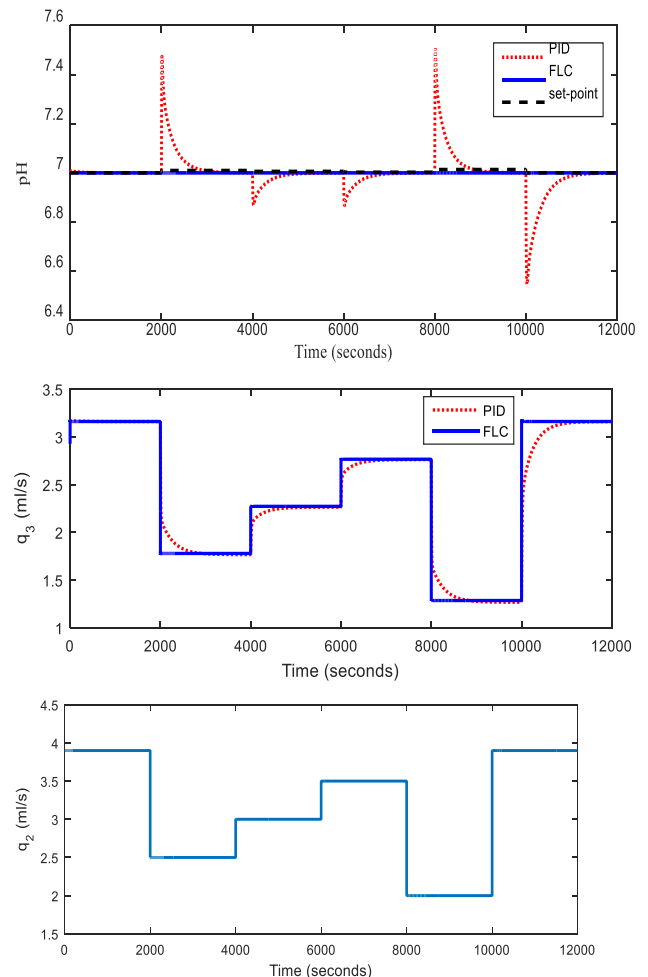 7.6
7.4
7.2
7
6.8
6.6
6.4
pH
PID
FLC
set-point
0 2000 4000 6000 8000 10000 12000
Time (seconds)
3.5
3
2.5
2
1.5
1
q3 (ml/s)
PID
FLC
0 2000 4000 6000 8000 10000 12000
Time (seconds)
4.5
4
3.5
3
2.5
2
1.5
q2 (ml/s)
0 2000 4000 6000 8000 10000 12000
Time (seconds)